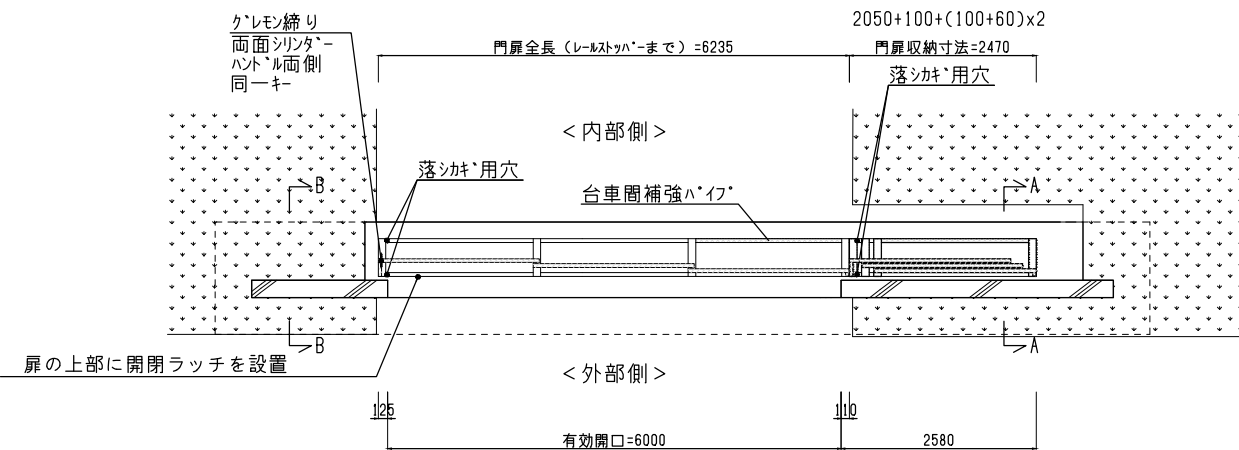 グレモン締り
両面シリンダー
ハンドル両側
同一キー
2050+100+(100+60)x2
門扉全長（レールストッパーまで）=6235
門扉収納寸法=2470
落シカギ用穴
＜内部側＞
B
落シカギ用穴
台車間補強パイプ
A
B
A
扉の上部に開閉ラッチを設置
＜外部側＞
125
110
有効開口=6000
2580